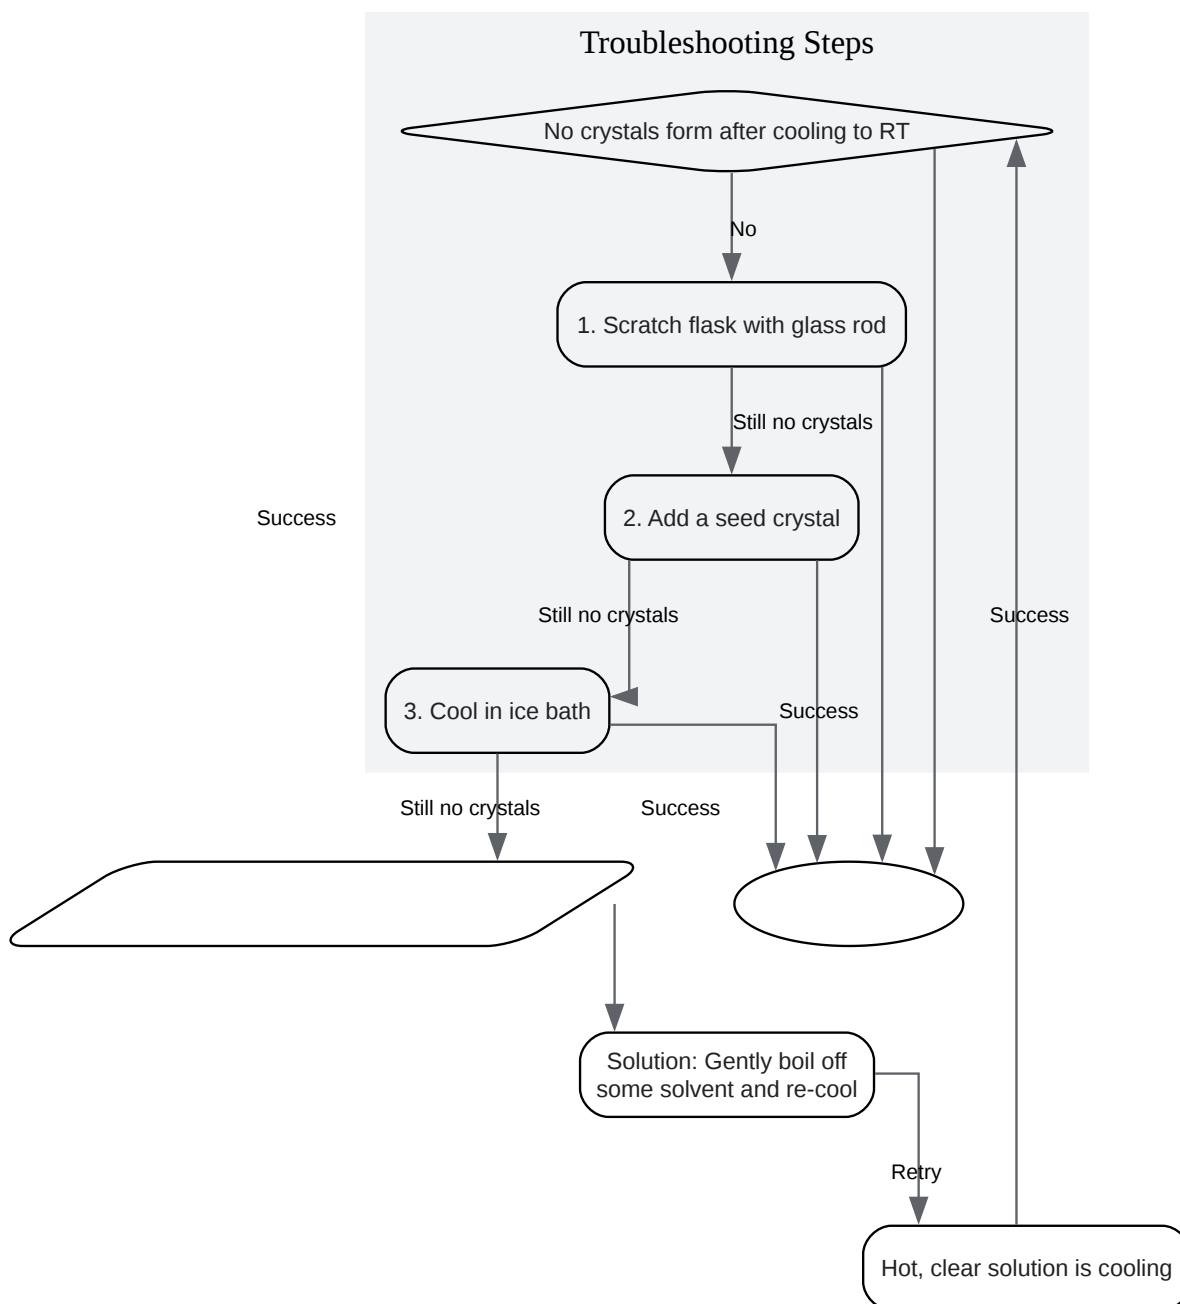 Troubleshooting Steps
No crystals form after cooling to RT
No
1. Scratch flask with glass rod
Still no crystals
2. Add a seed crystal
Success
Still no crystals
Success
3. Cool in ice bath
Success
Still no crystals
Success
Solution: Gently boil off
some solvent and re-cool
Retry
Hot, clear solution is cooling